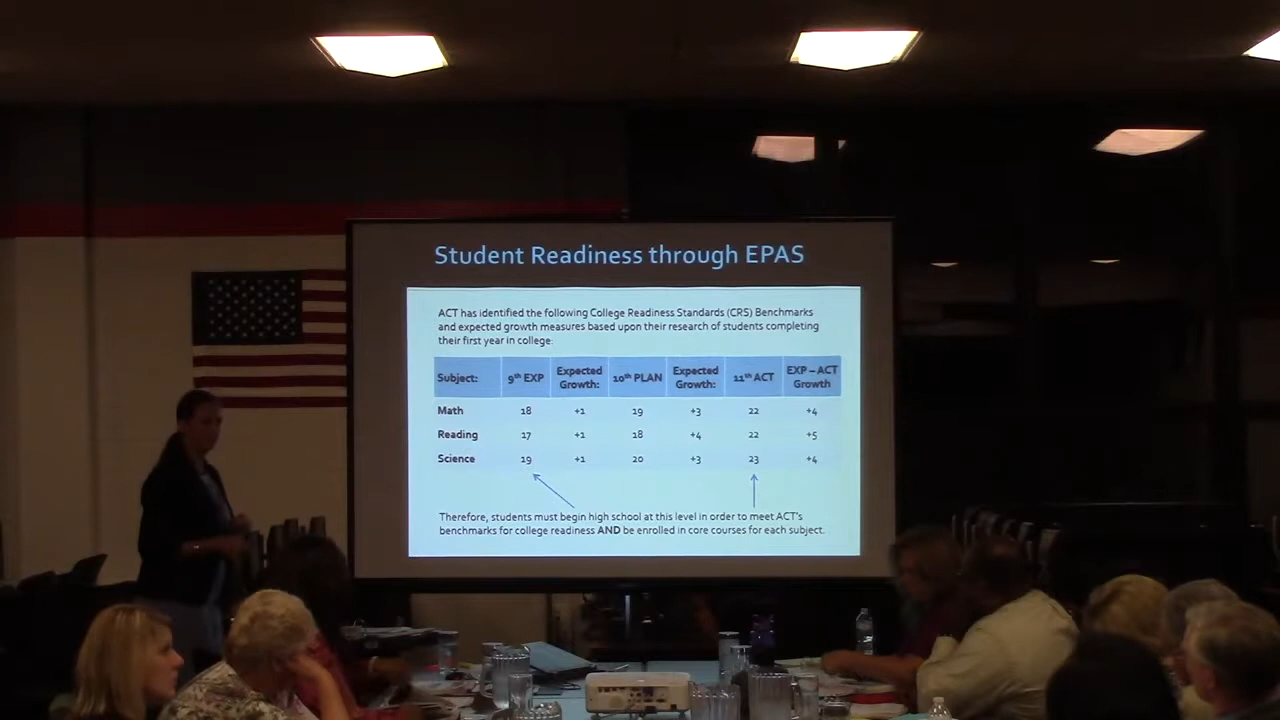 Student Readiness through EPAS
ACT has identified the following College Readiness Standards (CRS) Benchmarks
and expected growth measures based upon their research of students completing
their first year in college:
Subject: 9th EXP Expected Growth: 10th PLAN Expected Growth: 11th ACT EXP – ACT Growth
Math 18 +1 19 +3 22 +4
Reading 17 +1 18 +4 22 +5
Science 19 +1 20 +3 23 +4
Therefore, students must begin high school at this level in order to meet ACT's
benchmarks for college readiness AND be enrolled in core courses for each subject.